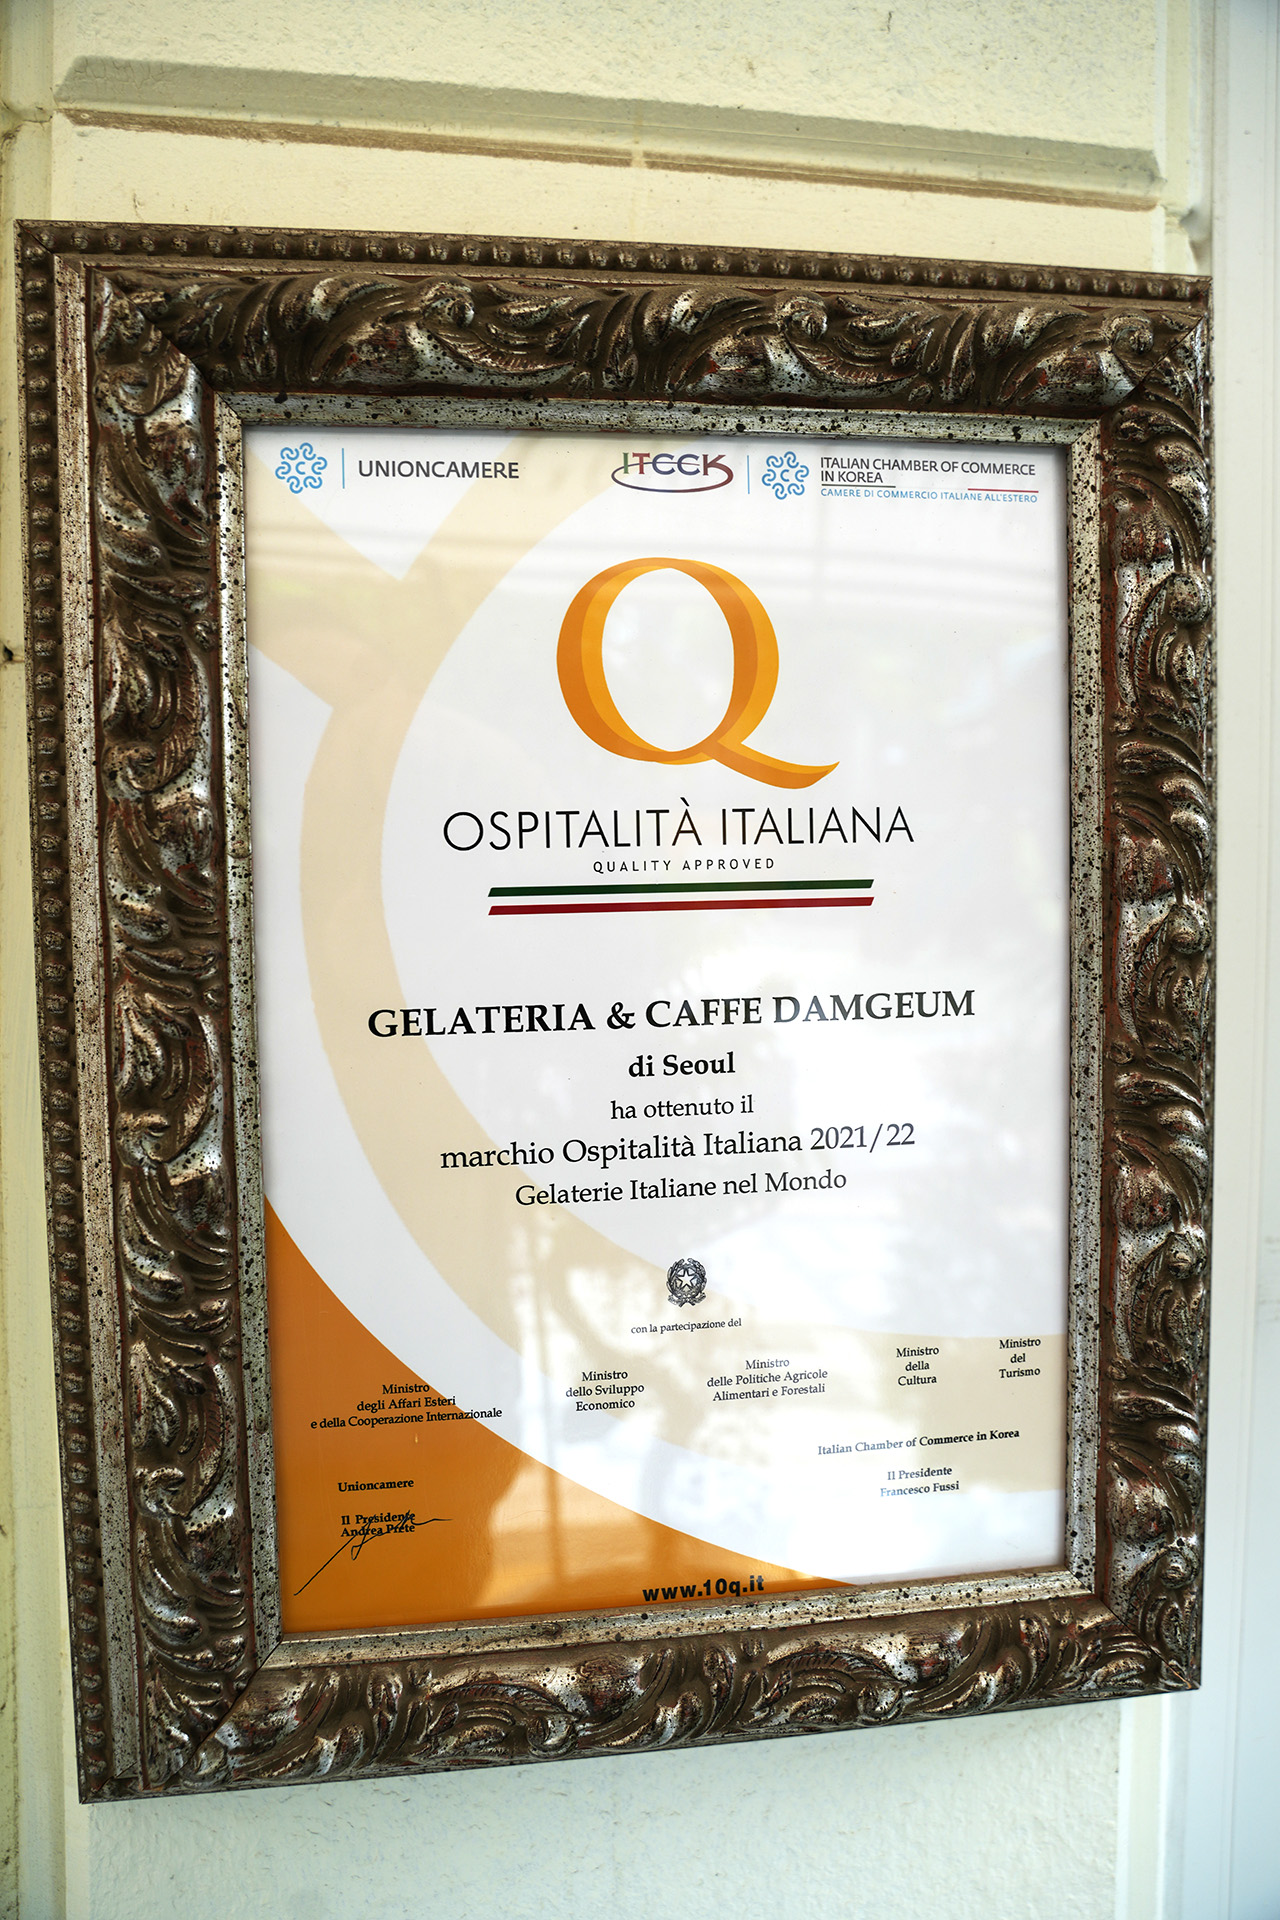 UNIONCAMERE
ITCCK
ITALIAN CHAMBER OF COMMERCE
IN KOREA
CAMERE DI COMMERCIO ITALIANE ALL'ESTERO
Q
OSPITALITÀ ITALIANA
QUALITY APPROVED
GELATERIA & CAFFE DAMGEUM
di Seoul
ha ottenuto il
marchio Ospitalità Italiana 2021/22
Gelaterie Italiane nel Mondo
con la partecipazione del
Ministro
degli Affari Esteri
e della Cooperazione Internazionale
Ministro
dello Sviluppo
Economico
Ministro
delle Politiche Agricole
Alimentari e Forestali
Ministro
della
Cultura
Ministro
del
Turismo
Unioncamere
Il Presidente
Andrea Prete
Italian Chamber of Commerce in Korea
Il Presidente
Francesco Fussi
www.10q.it